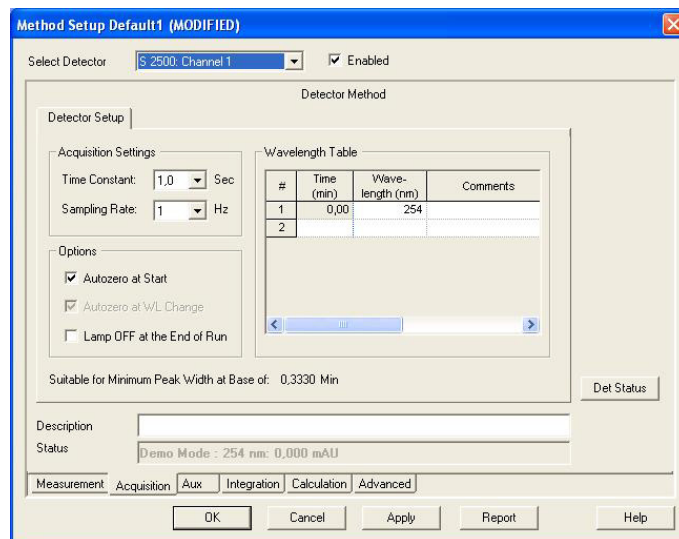 Method Setup Default1 (MODIFIED)
Select Detector S 2500: Channel 1 Enabled
Detector Method
Detector Setup
Acquisition Settings
Time Constant: 1,0 Sec
Sampling Rate: 1 Hz
Options
Autozero at Start
Autozero at WL Change
Lamp OFF at the End of Run
Wavelength Table
# Time (min) Wave-length (nm) Comments
1 0,00 254
2
Suitable for Minimum Peak Width at Base of: 0,3330 Min
Det Status
Description
Status Demo Mode : 254 nm: 0,000 mAU
Measurement Acquisition Aux Integration Calculation Advanced
OK Cancel Apply Report Help